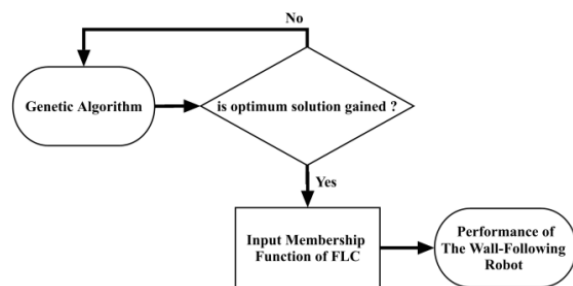 No
Genetic Algorithm
is optimum solution gained ?
Yes
Input Membership
Function of FLC
Performance of
The Wall-Following
Robot